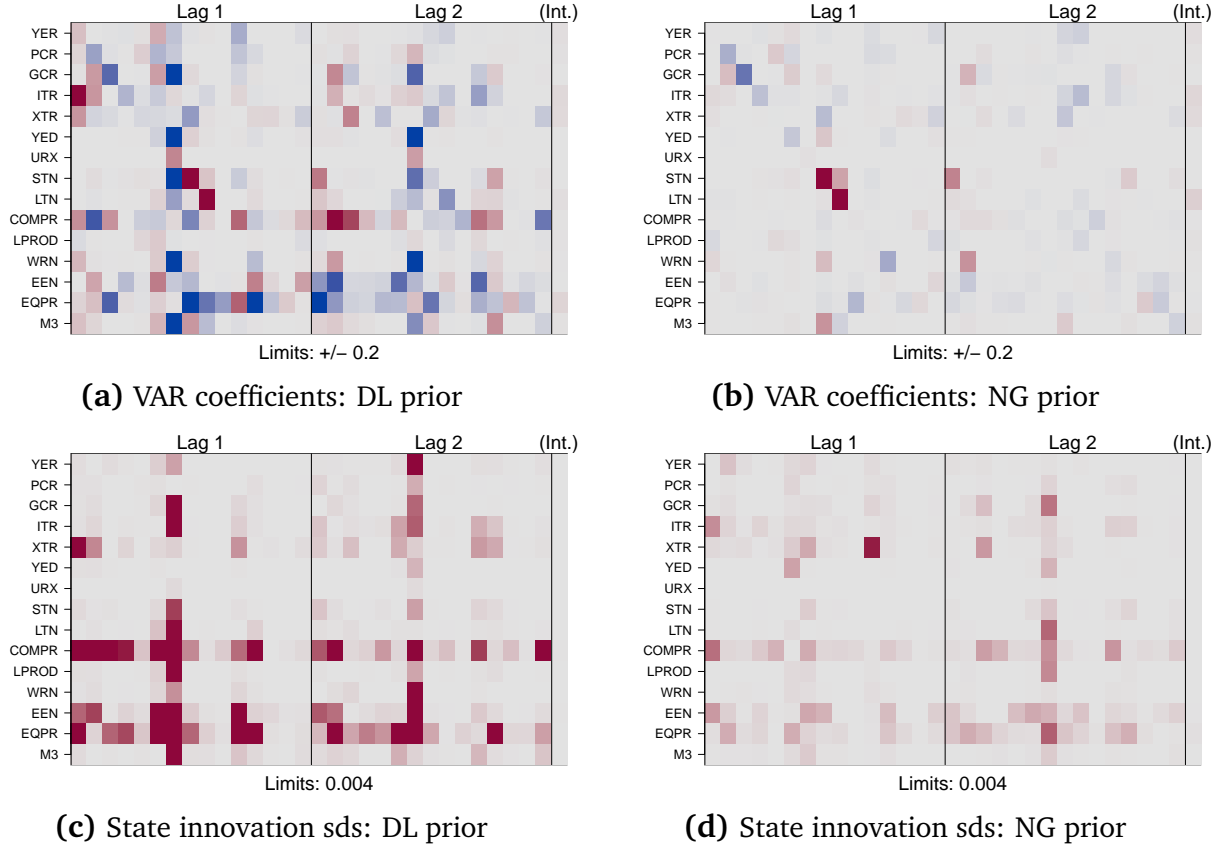 Lag 1 Lag 2 (Int.)
YER
PCR
GCR
ITR
XTR
YED
URX
STN
LTN
COMPR
LPROD
WRN
EEN
EQPR
M3
Limits: +/− 0.2
(a) VAR coefficients: DL prior
Lag 1 Lag 2 (Int.)
YER
PCR
GCR
ITR
XTR
YED
URX
STN
LTN
COMPR
LPROD
WRN
EEN
EQPR
M3
Limits: +/− 0.2
(b) VAR coefficients: NG prior
Lag 1 Lag 2 (Int.)
YER
PCR
GCR
ITR
XTR
YED
URX
STN
LTN
COMPR
LPROD
WRN
EEN
EQPR
M3
Limits: 0.004
(c) State innovation sds: DL prior
Lag 1 Lag 2 (Int.)
YER
PCR
GCR
ITR
XTR
YED
URX
STN
LTN
COMPR
LPROD
WRN
EEN
EQPR
M3
Limits: 0.004
(d) State innovation sds: NG prior